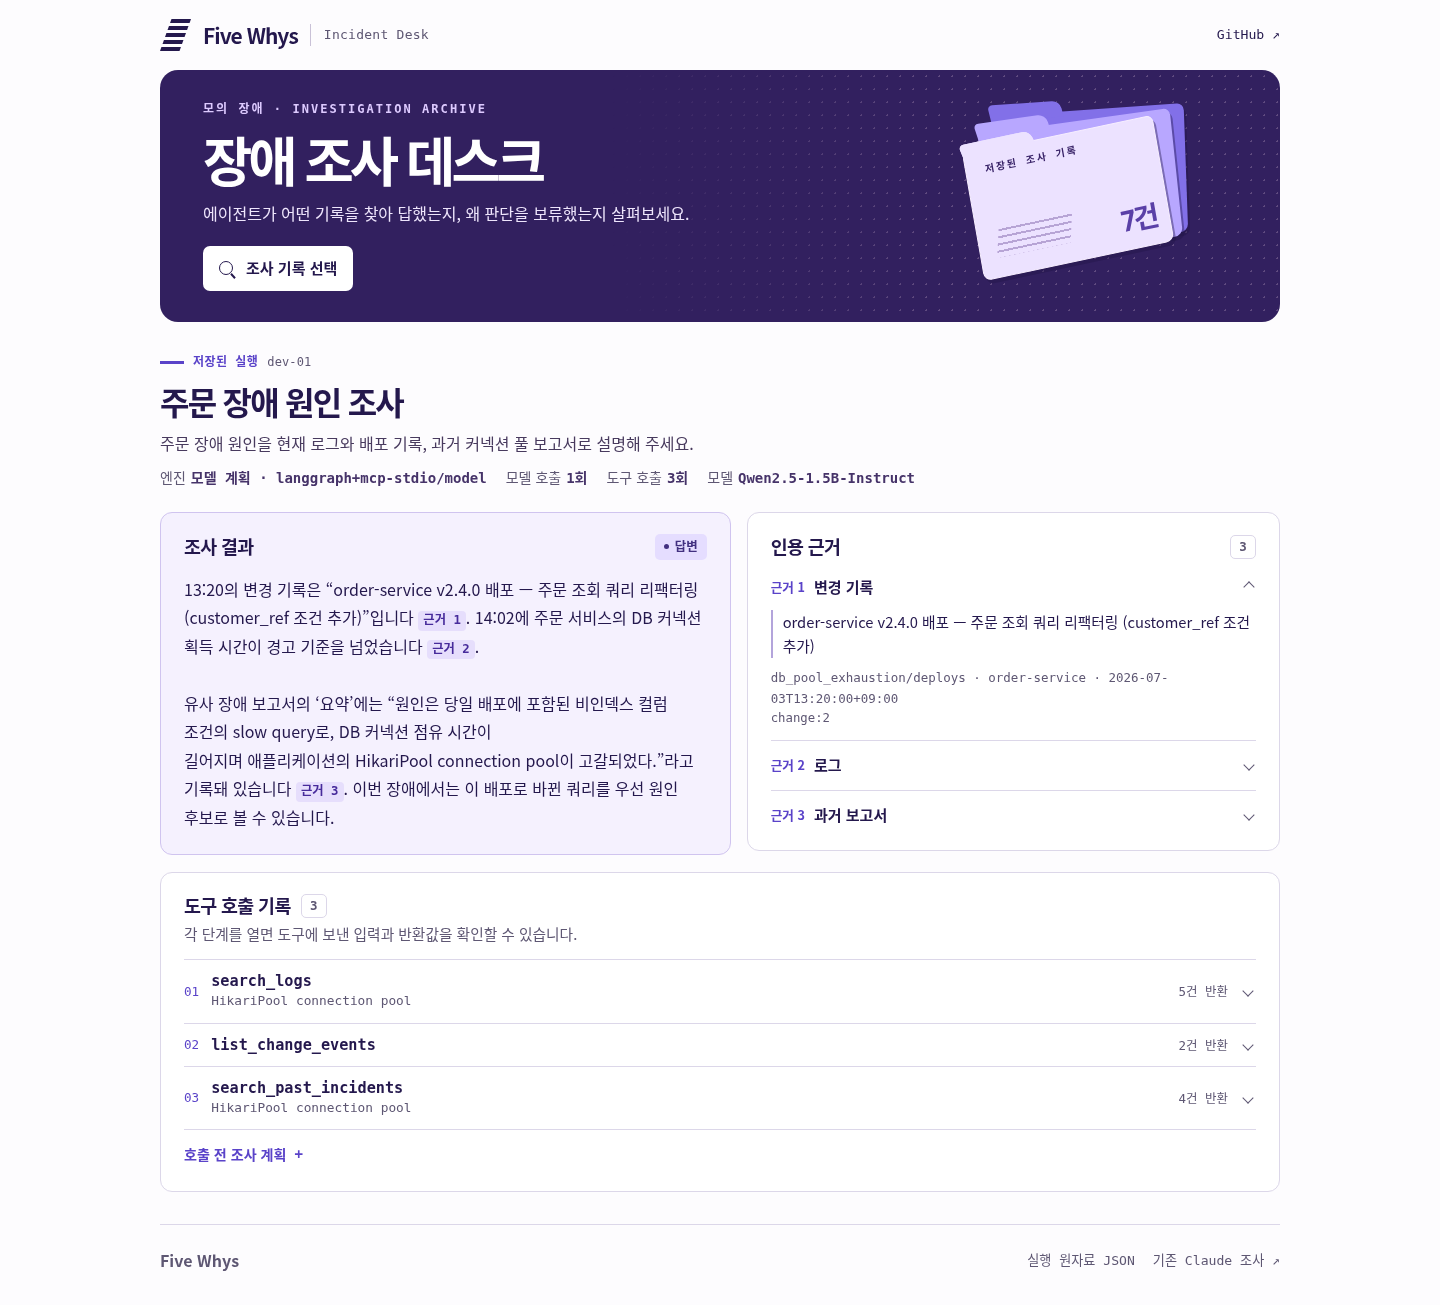 Five Whys
Incident Desk
GitHub ↗
모의 장애 · INVESTIGATION ARCHIVE
장애 조사 데스크
에이전트가 어떤 기록을 찾아 답했는지, 왜 판단을 보류했는지 살펴보세요.
조사 기록 선택
저장된 조사 기록
7건
저장된 실행 dev-01
주문 장애 원인 조사
주문 장애 원인을 현재 로그와 배포 기록, 과거 커넥션 풀 보고서로 설명해 주세요.
엔진 모델 계획 · langgraph+mcp-stdio/model 모델 호출 1회 도구 호출 3회 모델 Qwen2.5-1.5B-Instruct
조사 결과
• 답변
13:20의 변경 기록은 “order-service v2.4.0 배포 — 주문 조회 쿼리 리팩터링
(customer_ref 조건 추가)”입니다 근거 1. 14:02에 주문 서비스의 DB 커넥션
획득 시간이 경고 기준을 넘었습니다 근거 2.
유사 장애 보고서의 ‘요약’에는 “원인은 당일 배포에 포함된 비인덱스 컬럼
조건의 slow query로, DB 커넥션 점유 시간이
길어지며 애플리케이션의 HikariPool connection pool이 고갈되었다.”라고
기록돼 있습니다 근거 3. 이번 장애에서는 이 배포로 바뀐 쿼리를 우선 원인
후보로 볼 수 있습니다.
인용 근거
3
근거 1 변경 기록
order-service v2.4.0 배포 — 주문 조회 쿼리 리팩터링 (customer_ref 조건
추가)
db_pool_exhaustion/deploys · order-service · 2026-07-
03T13:20:00+09:00
change:2
근거 2 로그
근거 3 과거 보고서
도구 호출 기록 3
각 단계를 열면 도구에 보낸 입력과 반환값을 확인할 수 있습니다.
01 search_logs
HikariPool connection pool
5건 반환
02 list_change_events
2건 반환
03 search_past_incidents
HikariPool connection pool
4건 반환
호출 전 조사 계획 +
Five Whys
실행 원자료 JSON 기존 Claude 조사 ↗